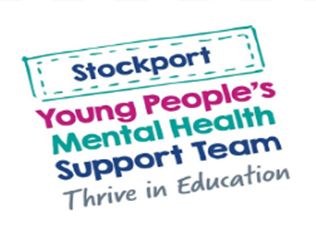 Stockport
Young People's
Mental Health
Support Team
Thrive in Education